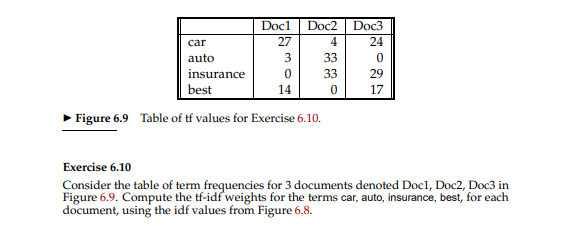 Doc1 Doc2 Doc3
car 27 4 24
auto 3 33 0
insurance 0 33 29
best 14 0 17
► Figure 6.9 Table of tf values for Exercise 6.10.
Exercise 6.10
Consider the table of term frequencies for 3 documents denoted Doc1, Doc2, Doc3 in
Figure 6.9. Compute the tf-idf weights for the terms car, auto, insurance, best, for each
document, using the idf values from Figure 6.8.